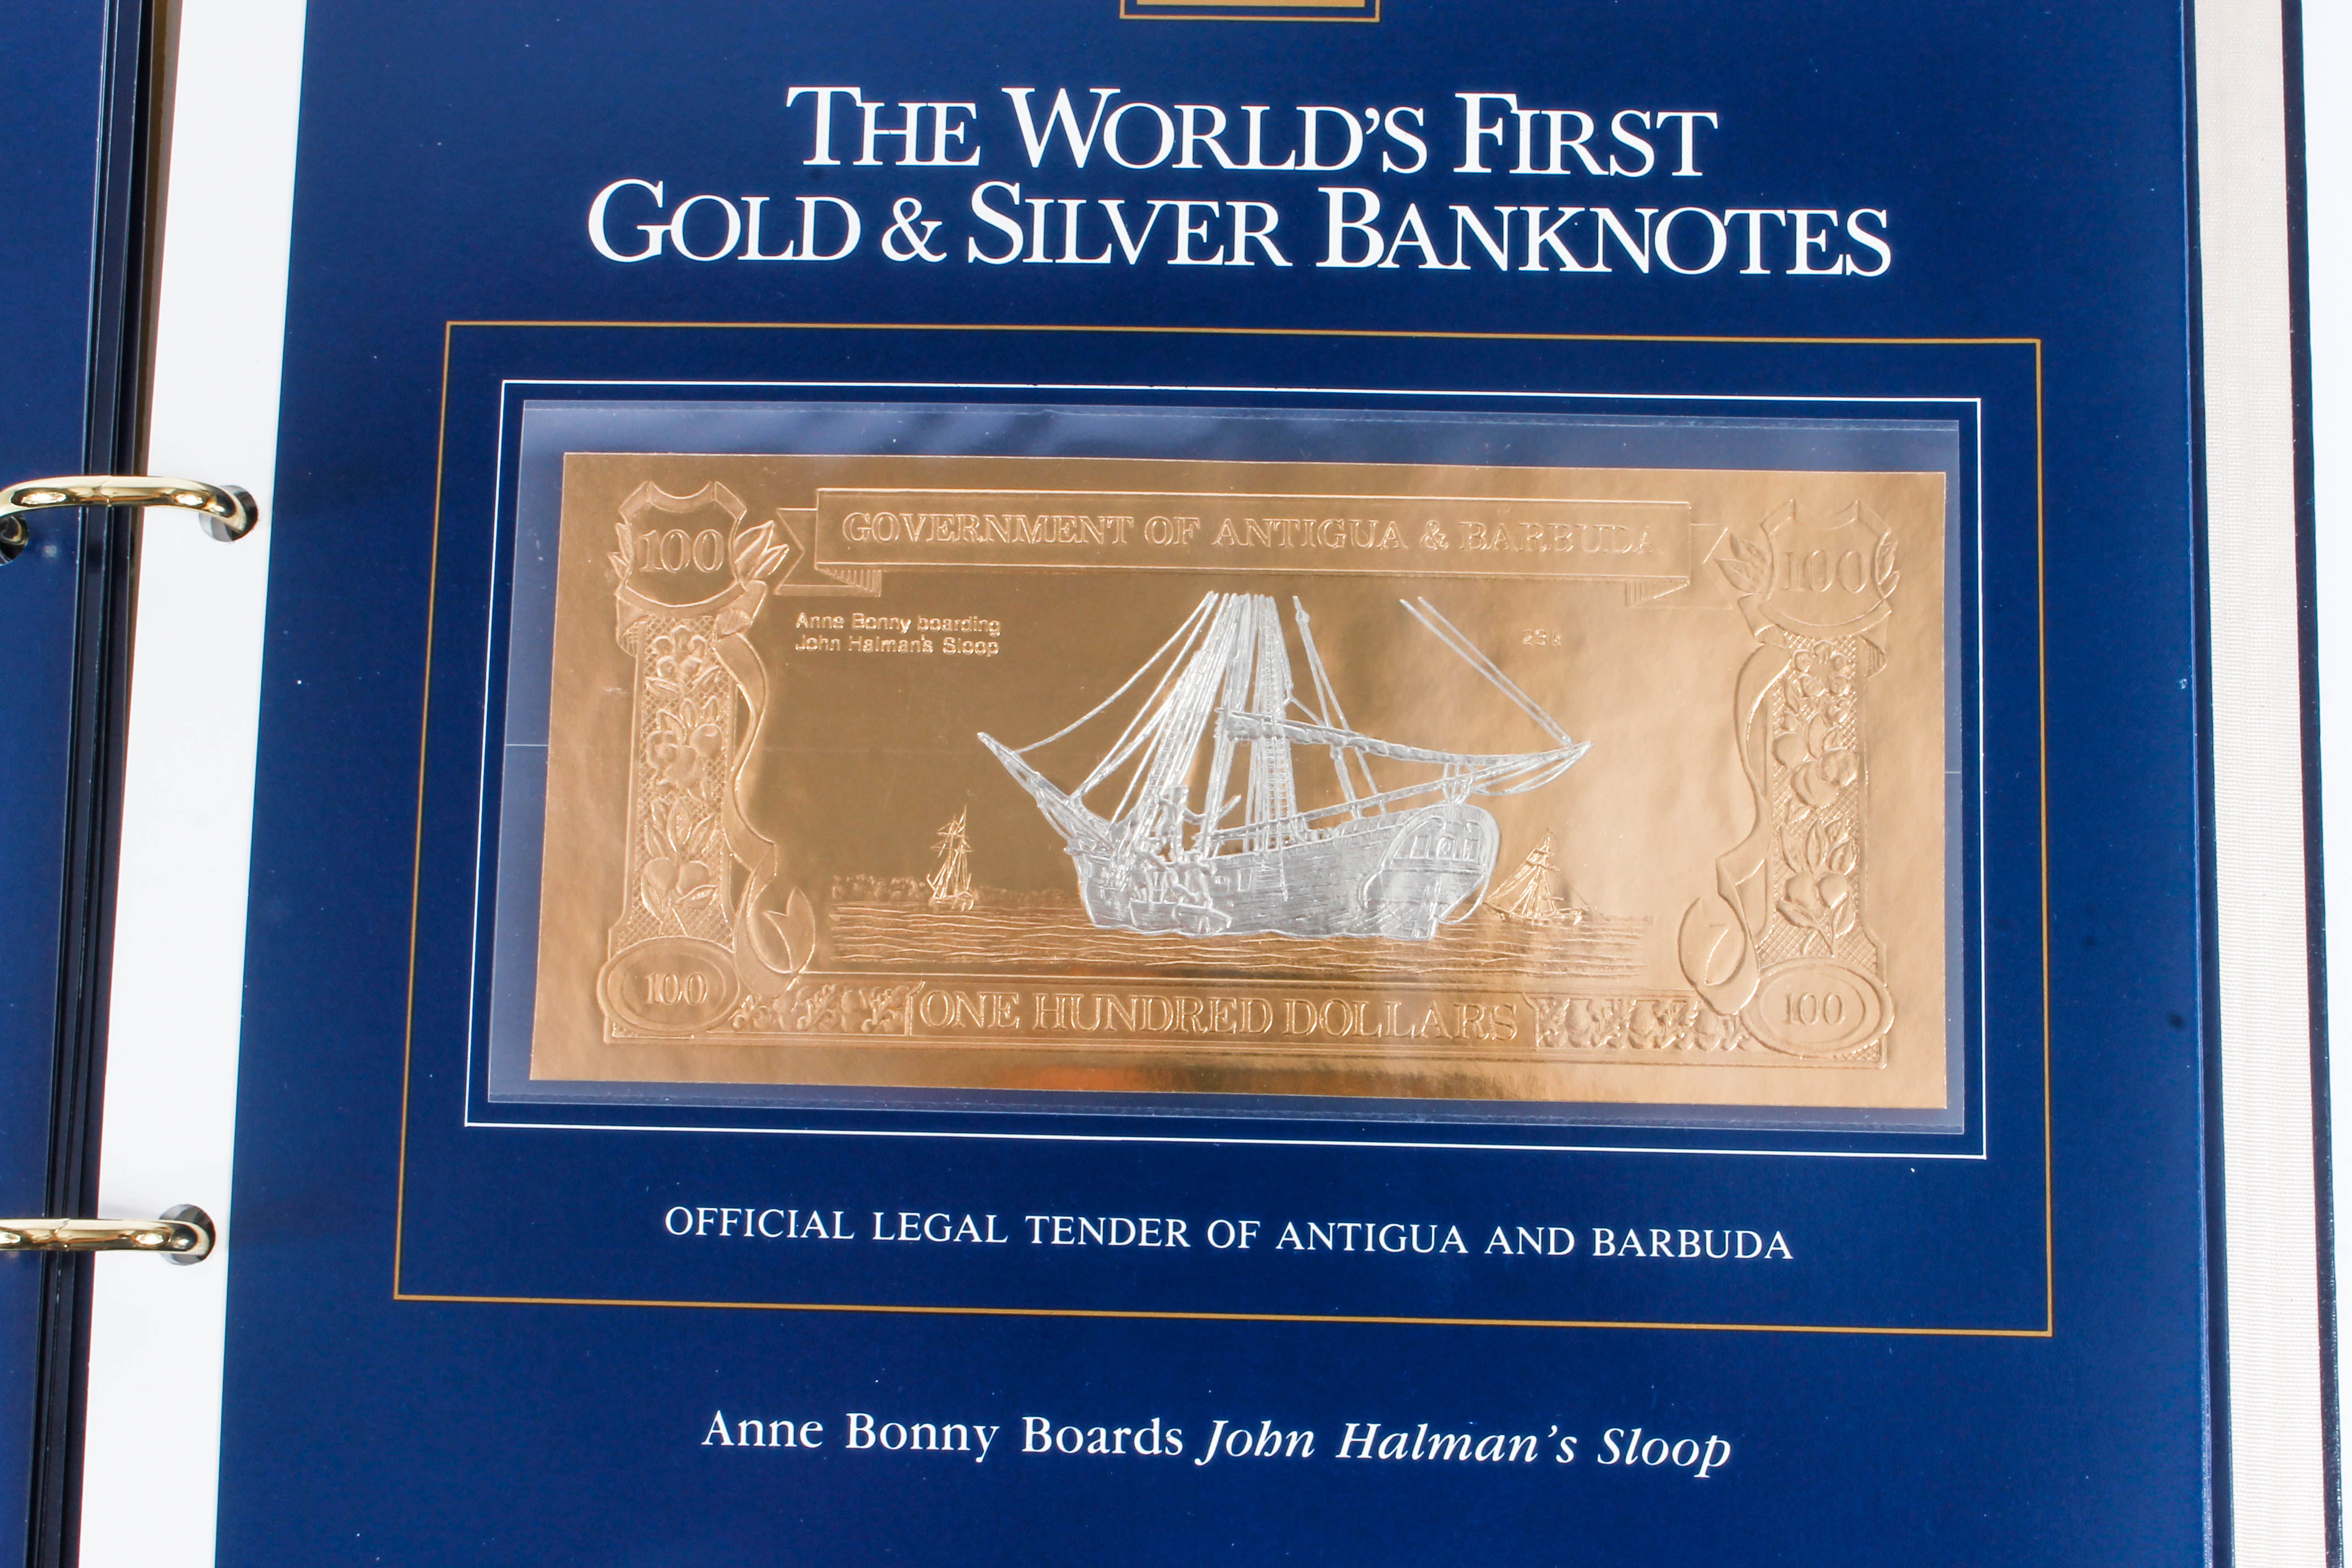 THE WORLD'S FIRST
GOLD & SILVER BANKNOTES
100
GOVERNMENT OF ANTIGUA & BARBUDA
100
Anne Bonny boarding
John Halman's Sloop
100
ONE HUNDRED DOLLARS
100
OFFICIAL LEGAL TENDER OF ANTIGUA AND BARBUDA
Anne Bonny Boards John Halman's Sloop